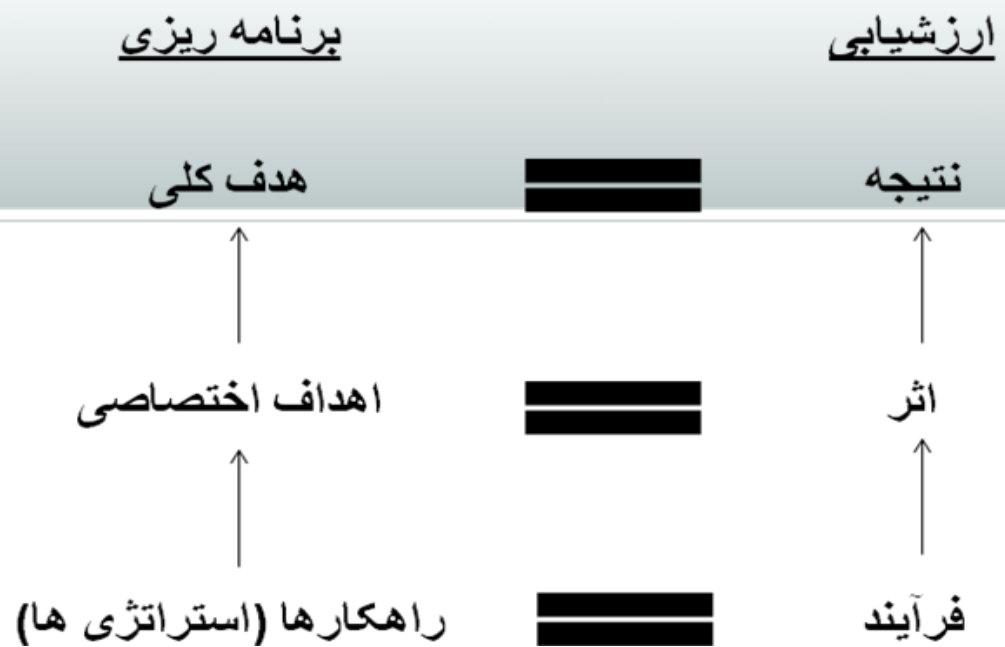 ارزشیابی برنامه ریزی
نتیجه هدف کلی
اثر اهداف اختصاصی
فرآیند راهکارها (استراتژی ها)